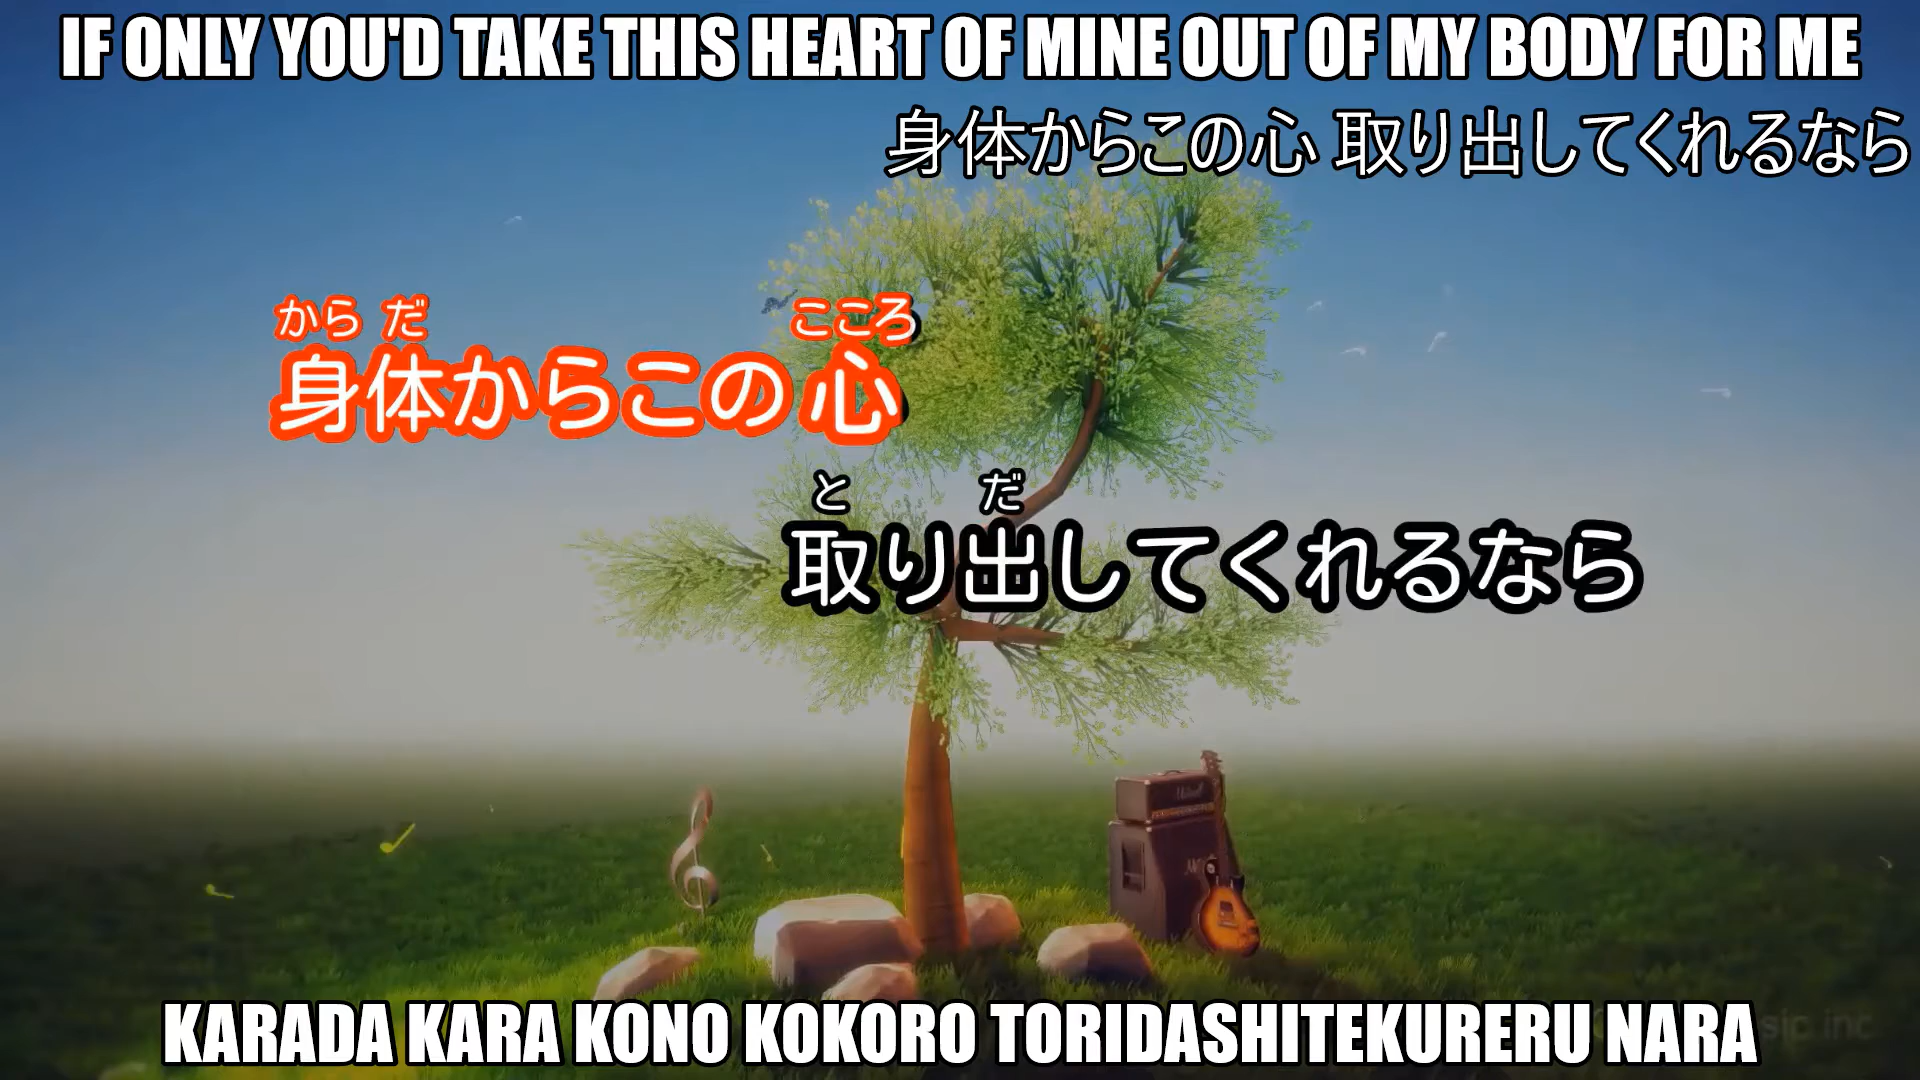 IF ONLY YOU'D TAKE THIS HEART OF MINE OUT OF MY BODY FOR ME
身体からこの心 取り出してくれるなら
から だ こころ
身体からこの心
と だ
取り出してくれるなら
KARADA KARA KONO KOKORO TORIDASHITEKURERU NARA
sic inc